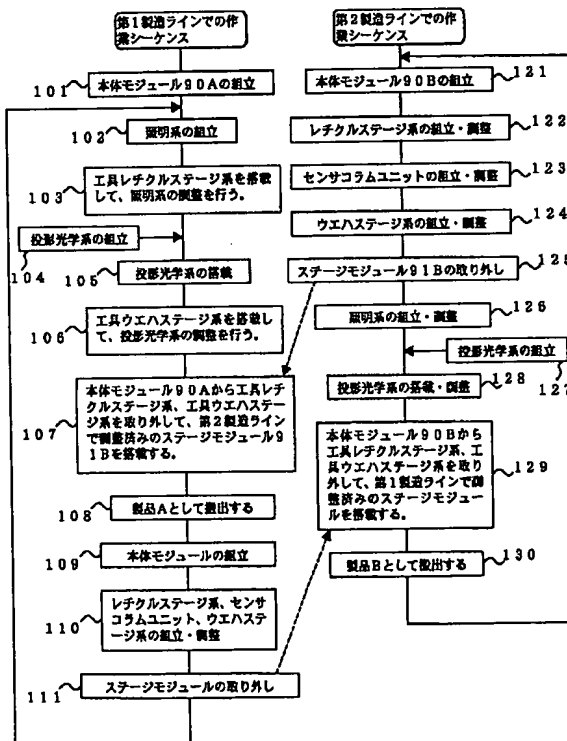 第1製造ラインでの作
業シーケンス
101
本体モジュール90Aの組立
102
照明系の組立
103
工具レチクルステージ系を搭載
して、照明系の調整を行う。
投影光学系の組立
104
105
投影光学系の搭載
106
工具ウエハステージ系を搭載し
て、投影光学系の調整を行う。
107
本体モジュール90Aから工具レチ
クルステージ系、工具ウエハステー
ジ系を取り外して、第2製造ライン
で調整済みのステージモジュール9
1Bを搭載する。
108
製品Aとして搬出する
109
本体モジュールの組立
110
レチクルステージ系、センサ
コラムユニット、ウエハステ
ージ系の組立・調整
111
ステージモジュールの取り外し
第2製造ラインでの作
業シーケンス
本体モジュール90Bの組立
121
レチクルステージ系の組立・調整
122
センサコラムユニットの組立・調整
123
ウエハステージ系の組立・調整
124
ステージモジュール91Bの取り外し
125
照明系の組立・調整
126
投影光学系の組立
127
投影光学系の搭載・調整
128
本体モジュール90Bから
工具レチクルステージ系、工
具ウエハステージ系を取り
外して、第1製造ラインで調
整済みのステージモジュー
ルを搭載する。
129
製品Bとして搬出する
130